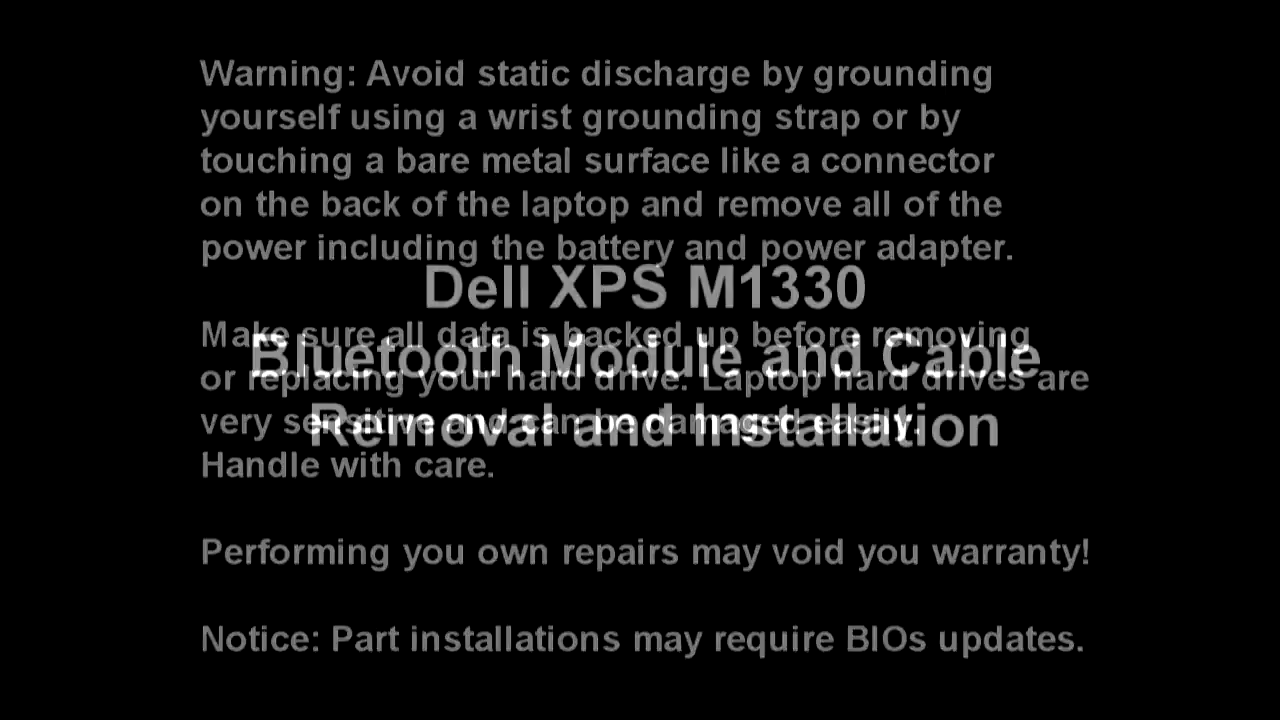 Warning: Avoid static discharge by grounding
yourself using a wrist grounding strap or by
touching a bare metal surface like a connector
on the back of the laptop and remove all of the
power including the battery and power adapter.
Dell XPS M1330
Make sure all data is backed up before removing
Bluetooth Module and Cable
or replacing your hard drive. Laptop hard drives are
very sensitive and can be damaged easily.
Removal and Installation
Handle with care.
Performing you own repairs may void you warranty!
Notice: Part installations may require BIOs updates.